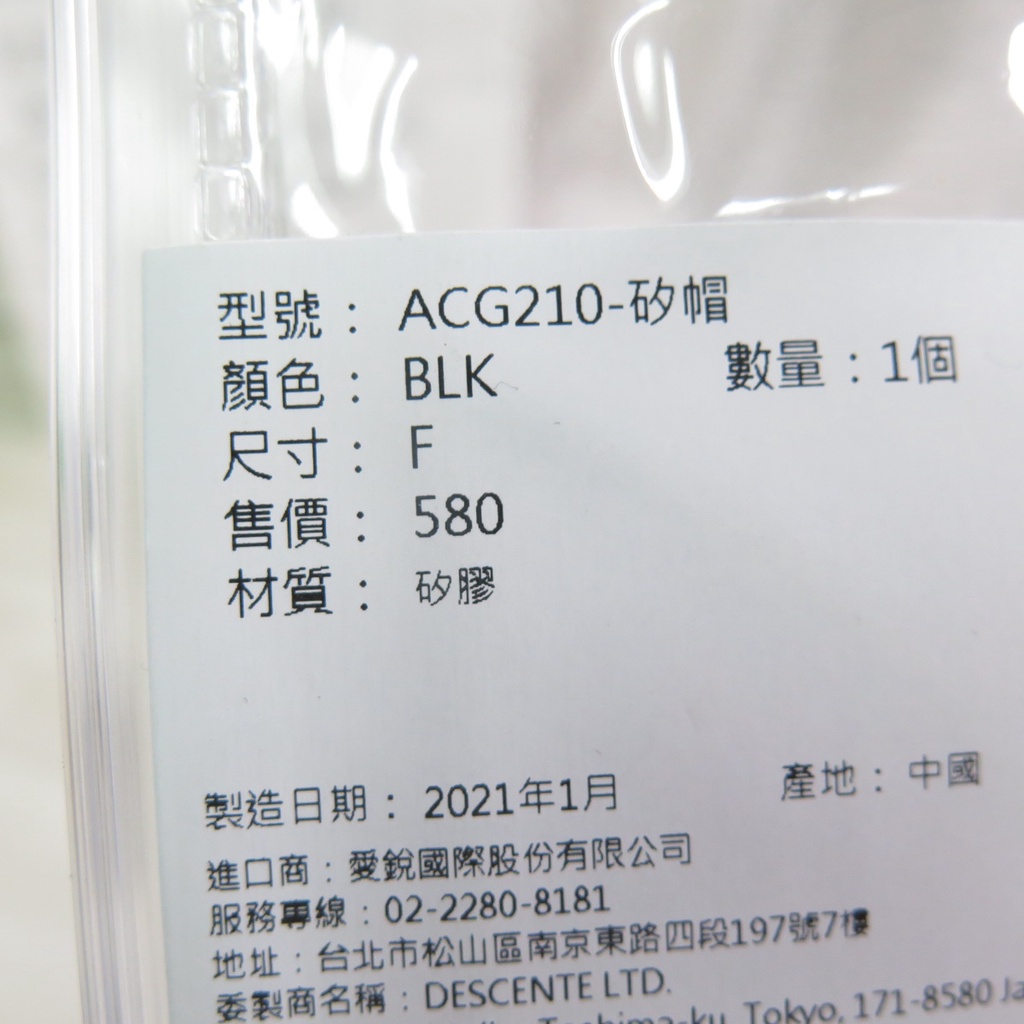 型號： ACG210-矽帽
顏色： BLK 數量：1個
尺寸： F
售價： 580
材質： 矽膠
製造日期： 2021年1月 產地：中國
進口商：愛銳國際股份有限公司
服務專線：02-2280-8181
地址：台北市松山區南京東路四段197號7樓
委製商名稱：DESCENTE LTD.
Toshima-ku, Tokyo, 171-8580